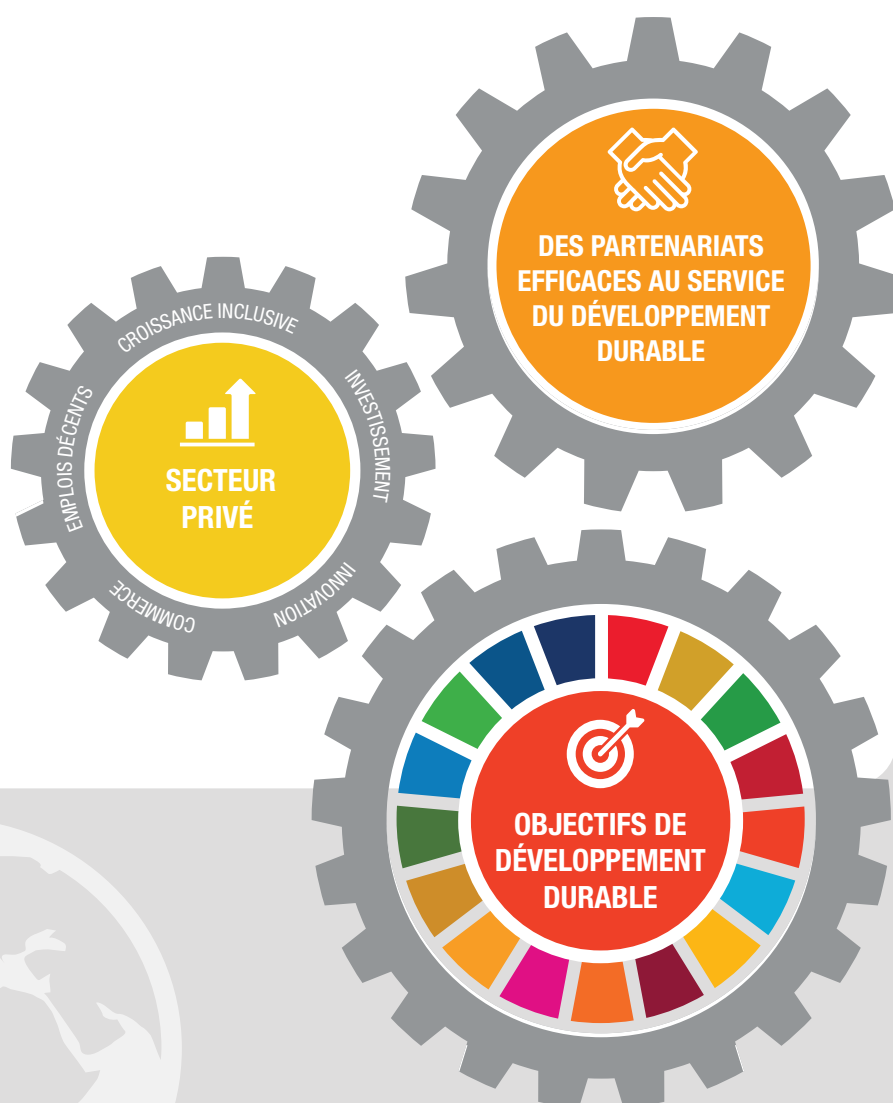 DES PARTENARIATS
EFFICACES AU SERVICE
DU DÉVELOPPEMENT
DURABLE
CROISSANCE INCLUSIVE
INVESTISSEMENT
INNOVATION
COMMERCE
EMPLOIS DÉCENTS
SECTEUR
PRIVÉ
OBJECTIFS DE
DÉVELOPPEMENT
DURABLE